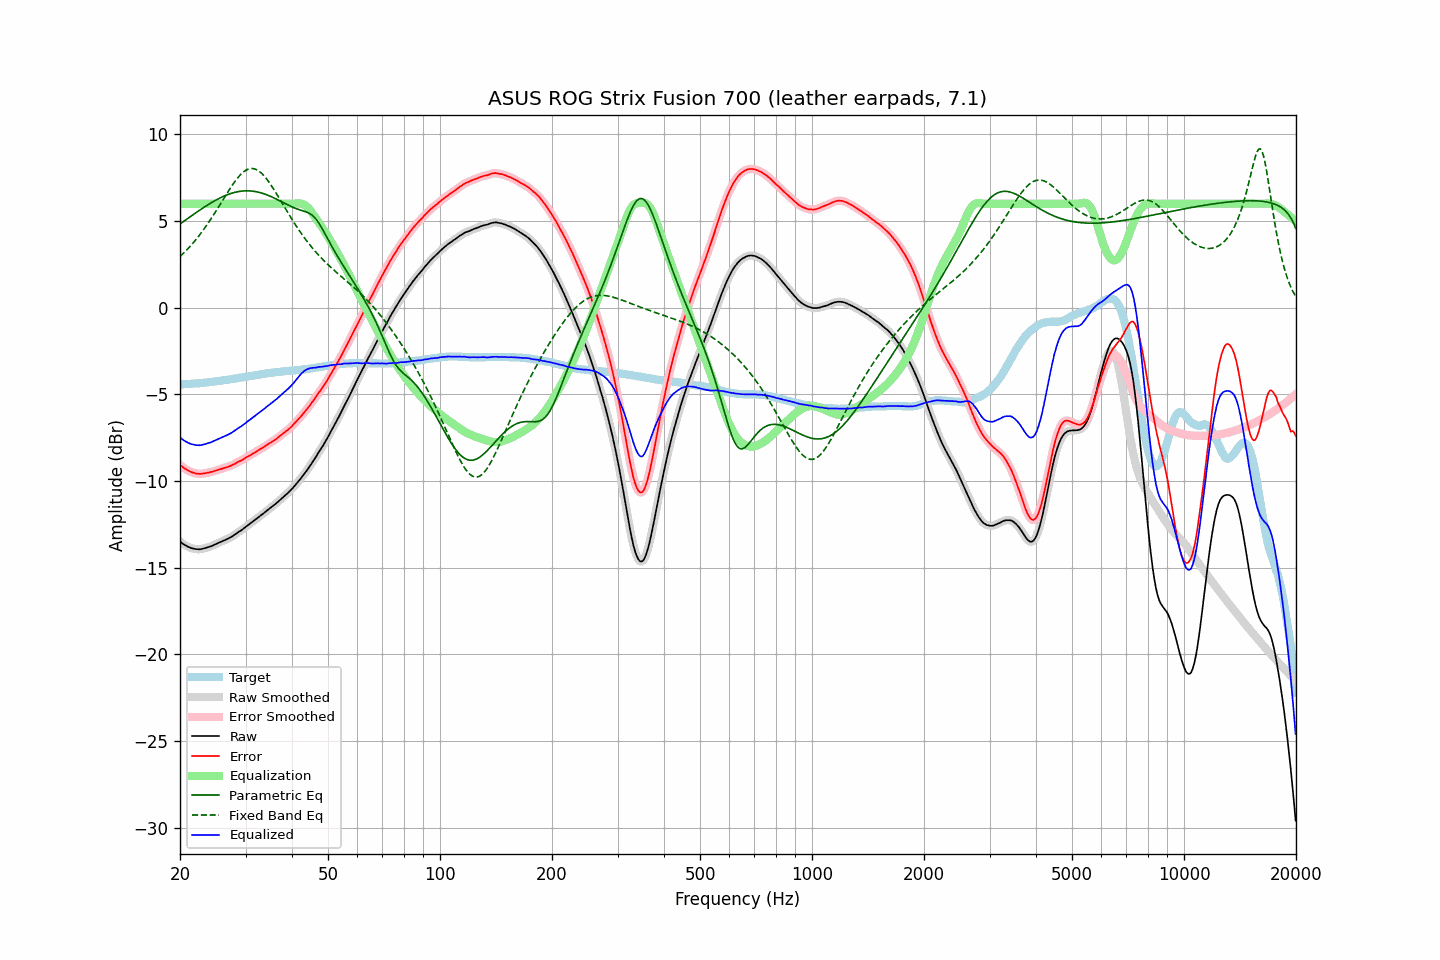 ASUS ROG Strix Fusion 700 (leather earpads, 7.1)
10
5
0
−5
−10
−15
−20
−25
−30
Amplitude (dBr)
Target
Raw Smoothed
Error Smoothed
Raw
Error
Equalization
Parametric Eq
Fixed Band Eq
Equalized
20 50 100 200 500 1000 2000 5000 10000 20000
Frequency (Hz)